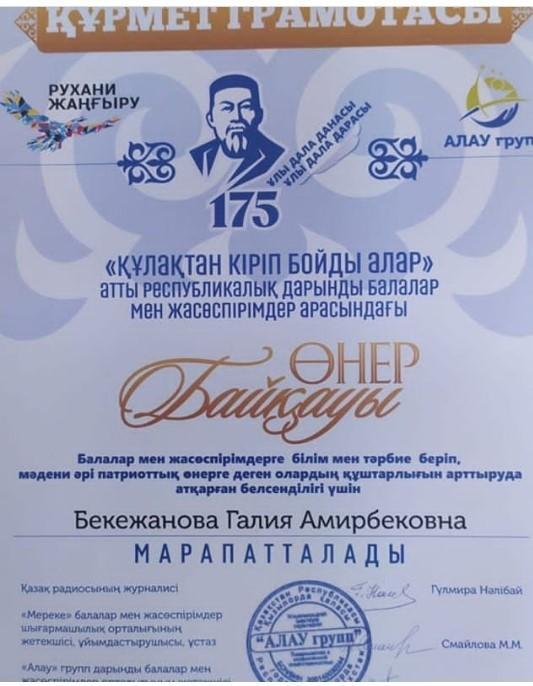 ҚҰРМЕТ ГРАМОТАСЫ
РУХАНИ
ЖАҢҒЫРУ
ҰЛЫ ДАЛА ДАНАСЫ
ҰЛЫ ДАЛА ДАРАСЫ
АЛАУ групп
175
«ҚҰЛАҚТАН КІРІП БОЙДЫ АЛАР»
АТТЫ РЕСПУБЛИКАЛЫҚ ДАРЫНДЫ БАЛАЛАР
МЕН ЖАСӨСПІРІМДЕР АРАСЫНДАҒЫ
ӨНЕР
Байқауы
Балалар мен жасөспірімдерге білім мен тәрбие беріп,
мәдени әрі патриоттық өнерге деген олардың құштарлығын арттыруда
атқарған белсенділігі үшін
Бекежанова Галия Амирбековна
МАРАПАТТАЛАДЫ
Қазақ радиосының журналисі
Гүлмира Нәлібай
«Мереке» балалар мен жасөспірімдер
шығармашылық орталығының
жетекшісі, ұйымдастырушысы, ұстаз
Смайлова М.М.
"АЛАУ групп"
«Алау» групп дарынды балалар мен